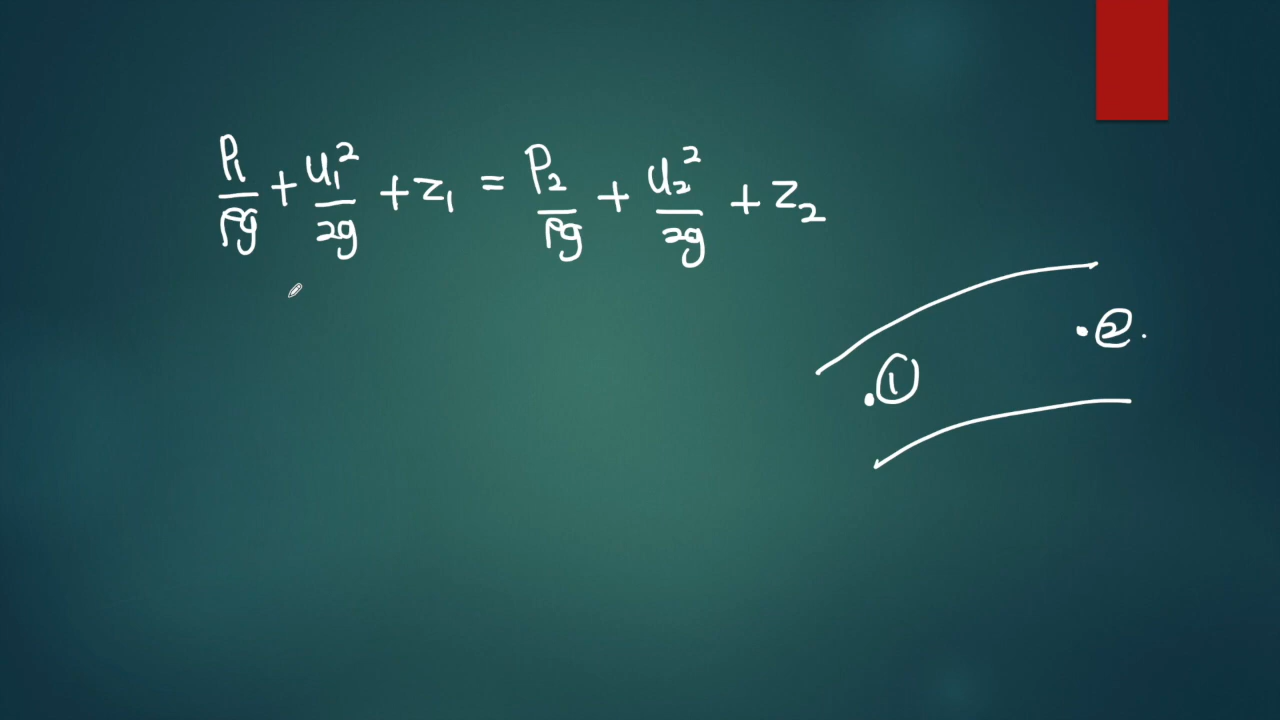 P₁/ρg + u₁²/2g + z₁ = P₂/ρg + u₂²/2g + z₂
② .
①